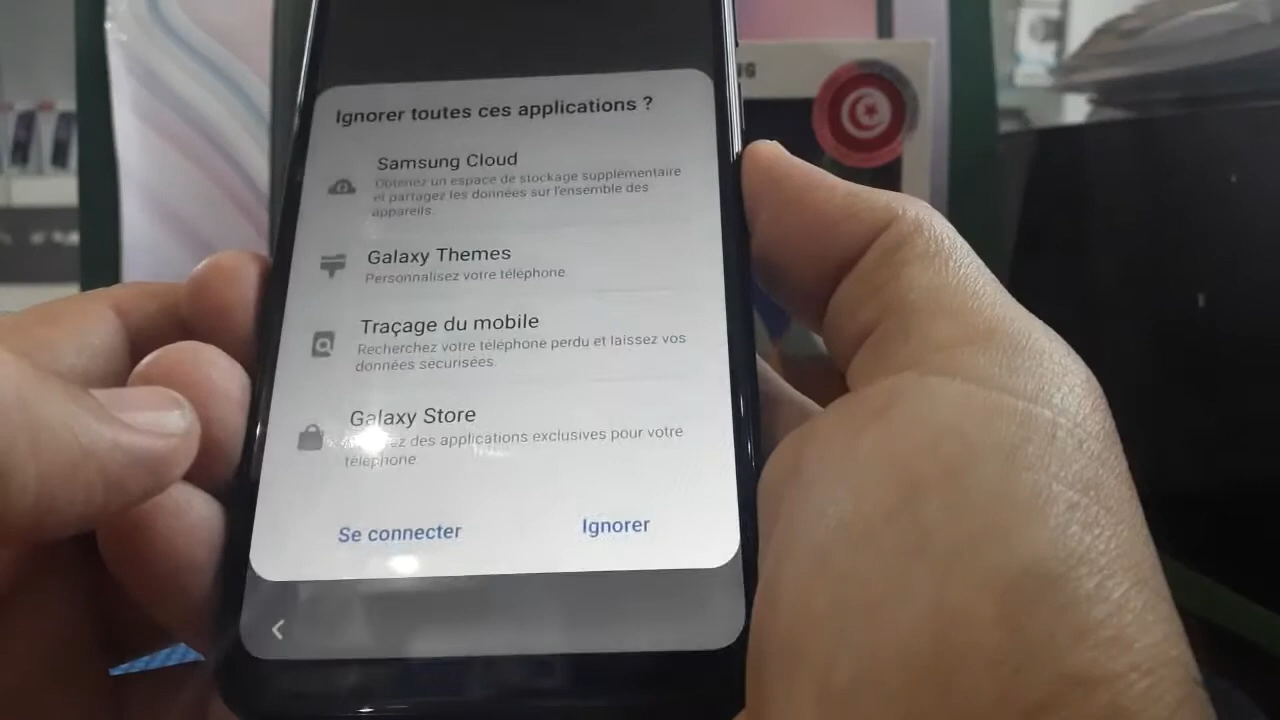 Ignorer toutes ces applications ?
Samsung Cloud
Obtenez un espace de stockage supplémentaire
et partagez les données sur l'ensemble des
appareils.
Galaxy Themes
Personnalisez votre téléphone.
Traçage du mobile
Recherchez votre téléphone perdu et laissez vos
données sécurisées.
Galaxy Store
des applications exclusives pour votre
téléphone.
Se connecter
Ignorer